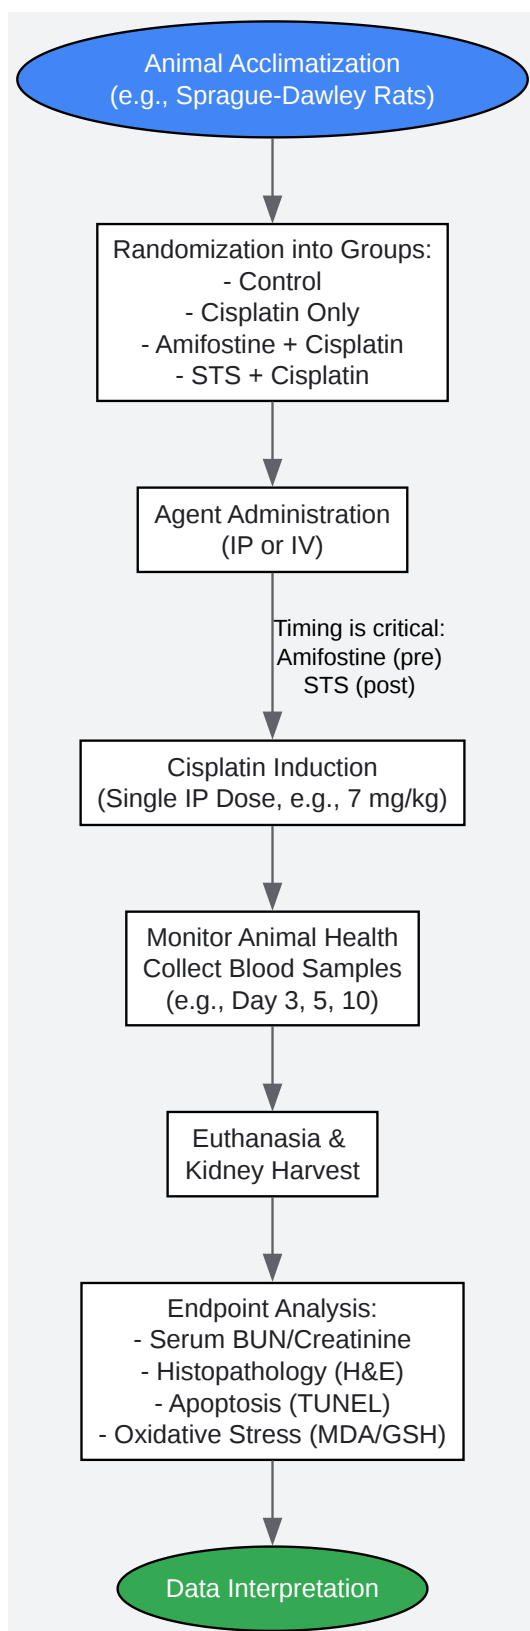 Animal Acclimatization
(e.g., Sprague-Dawley Rats)
Randomization into Groups:
- Control
- Cisplatin Only
- Amifostine + Cisplatin
- STS + Cisplatin
Agent Administration
(IP or IV)
Timing is critical:
Amifostine (pre)
STS (post)
Cisplatin Induction
(Single IP Dose, e.g., 7 mg/kg)
Monitor Animal Health
Collect Blood Samples
(e.g., Day 3, 5, 10)
Euthanasia &
Kidney Harvest
Endpoint Analysis:
- Serum BUN/Creatinine
- Histopathology (H&E)
- Apoptosis (TUNEL)
- Oxidative Stress (MDA/GSH)
Data Interpretation